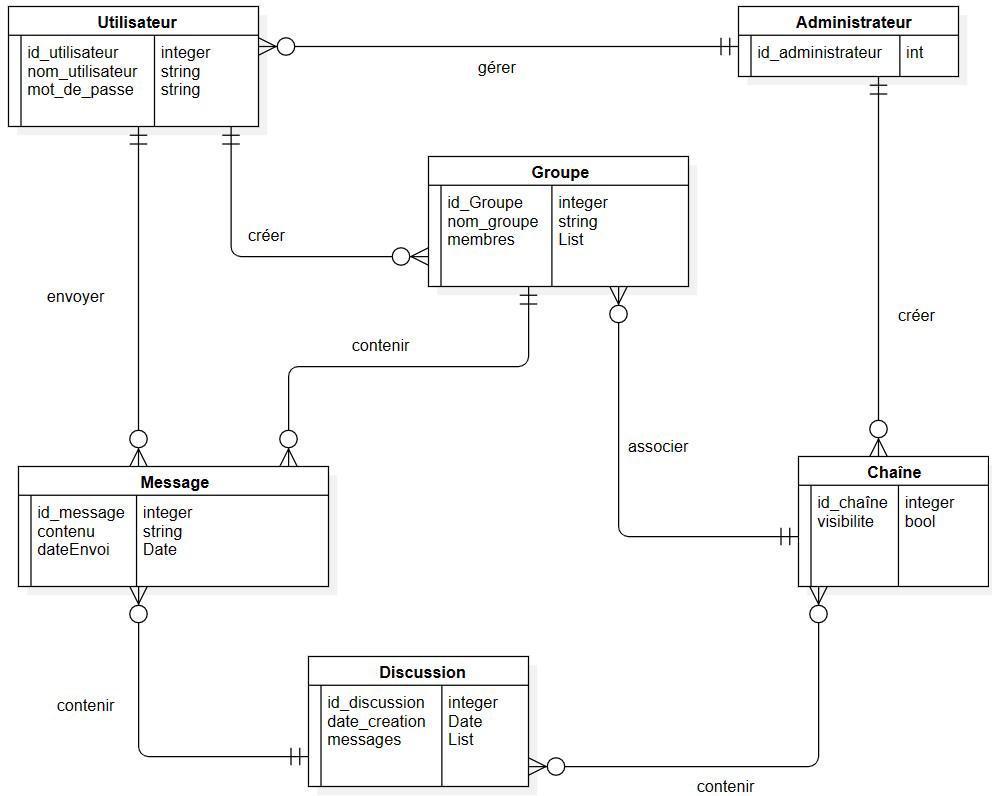 Utilisateur
id_utilisateur integer
nom_utilisateur string
mot_de_passe string
Administrateur
id_administrateur int
gérer
Groupe
id_Groupe integer
nom_groupe string
membres List
créer
envoyer
créer
contenir
associer
Message
id_message integer
contenu string
dateEnvoi Date
Chaîne
id_chaîne integer
visibilite bool
Discussion
id_discussion integer
date_creation Date
messages List
contenir
contenir